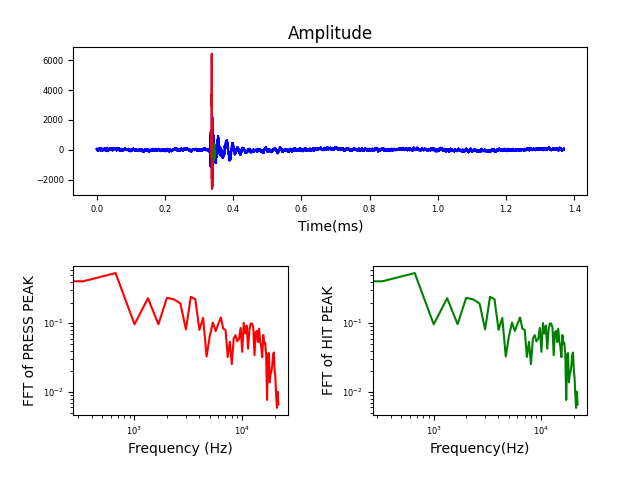 Amplitude
6000
4000
2000
0
−2000
0.0 0.2 0.4 0.6 0.8 1.0 1.2 1.4
Time(ms)
FFT of PRESS PEAK
10⁻¹
10⁻²
10³ 10⁴
Frequency (Hz)
FFT of HIT PEAK
10⁻¹
10⁻²
10³ 10⁴
Frequency(Hz)